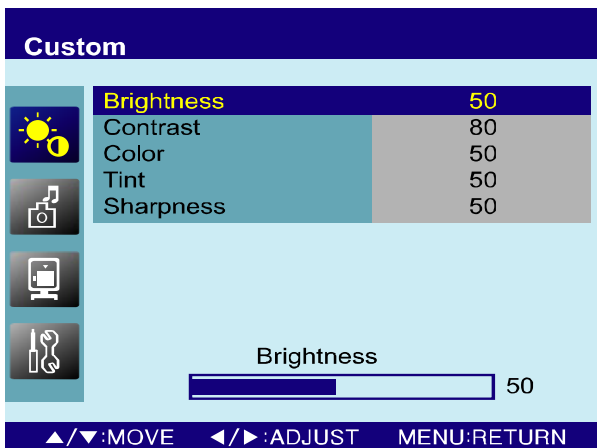 Custom
Brightness 50
Contrast 80
Color 50
Tint 50
Sharpness 50
Brightness
50
▲/▼:MOVE ◀/▶:ADJUST MENU:RETURN